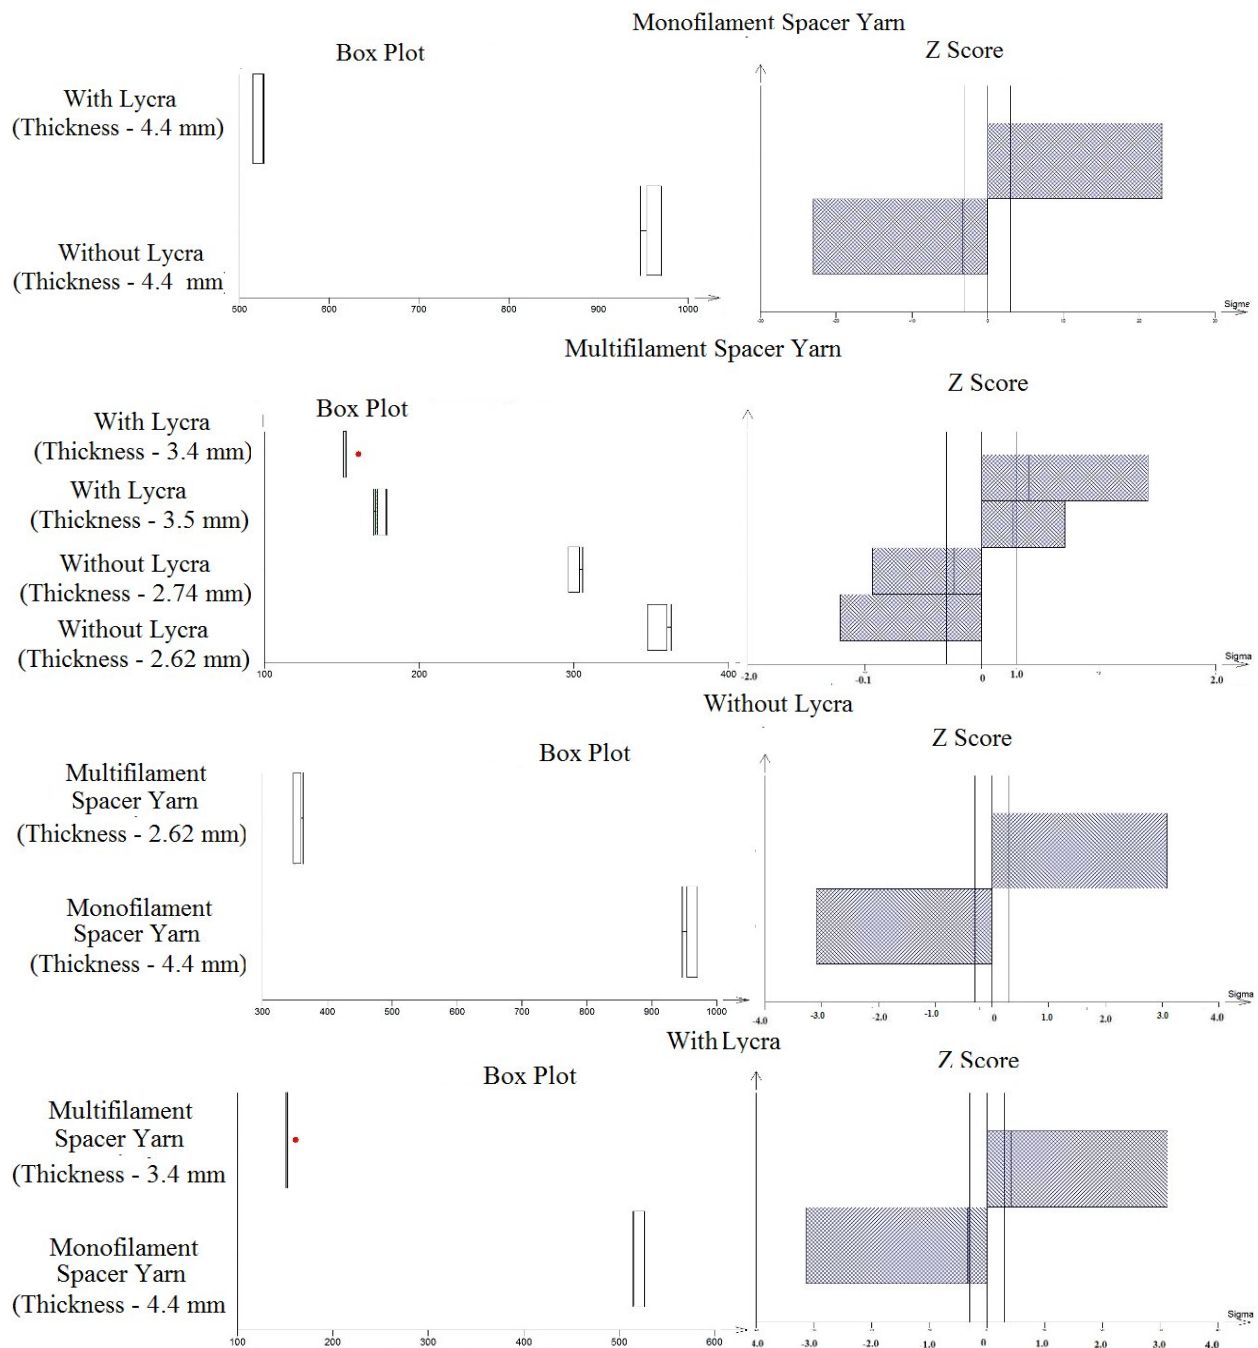 Monofilament Spacer Yarn
Box Plot
Z Score
With Lycra
(Thickness - 4.4 mm)
Without Lycra
(Thickness - 4.4 mm
500
600
700
800
900
1000
-30
-20
-10
0
10
20
30
Sigma
Multifilament Spacer Yarn
Box Plot
Z Score
With Lycra
(Thickness - 3.4 mm)
With Lycra
(Thickness - 3.5 mm)
Without Lycra
(Thickness - 2.74 mm)
Without Lycra
(Thickness - 2.62 mm)
100
200
300
400
-2.0
-0.1
0
1.0
2.0
Sigma
Without Lycra
Box Plot
Z Score
Multifilament
Spacer Yarn
(Thickness - 2.62 mm)
Monofilament
Spacer Yarn
(Thickness - 4.4 mm)
300
400
500
600
700
800
900
1000
-4.0
-3.0
-2.0
-1.0
0
1.0
2.0
3.0
4.0
Sigma
With Lycra
Box Plot
Z Score
Multifilament
Spacer Yarn
(Thickness - 3.4 mm
Monofilament
Spacer Yarn
(Thickness - 4.4 mm
100
200
300
400
500
600
4.0
-3.0
-2.0
-1.0
0
1.0
2.0
3.0
4.0
Sigma